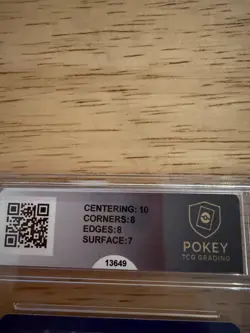 CENTERING: 10
CORNERS:8
EDGES:8
SURFACE:7
13649
POKEY
TCG GRADING